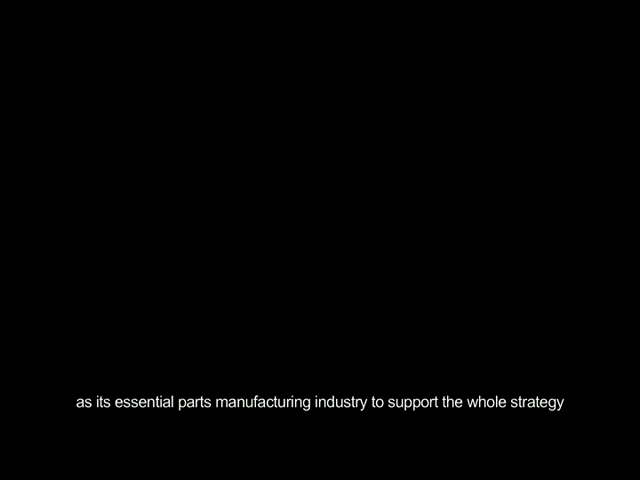 as its essential parts manufacturing industry to support the whole strategy